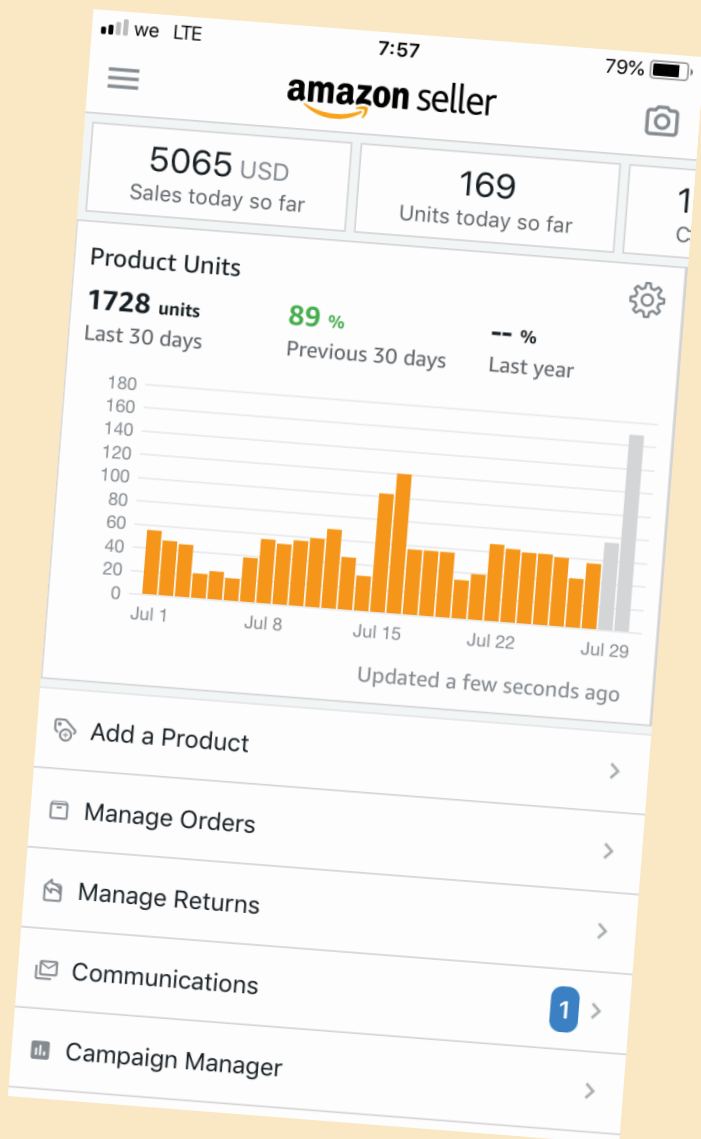 we LTE 7:57 79%
amazon seller
5065 USD
Sales today so far
169
Units today so far
1
C
Product Units
1728 units
Last 30 days
89 %
Previous 30 days
-- %
Last year
180
160
140
120
100
80
60
40
20
0
Jul 1 Jul 8 Jul 15 Jul 22 Jul 29
Updated a few seconds ago
Add a Product
Manage Orders
Manage Returns
Communications 1
Campaign Manager